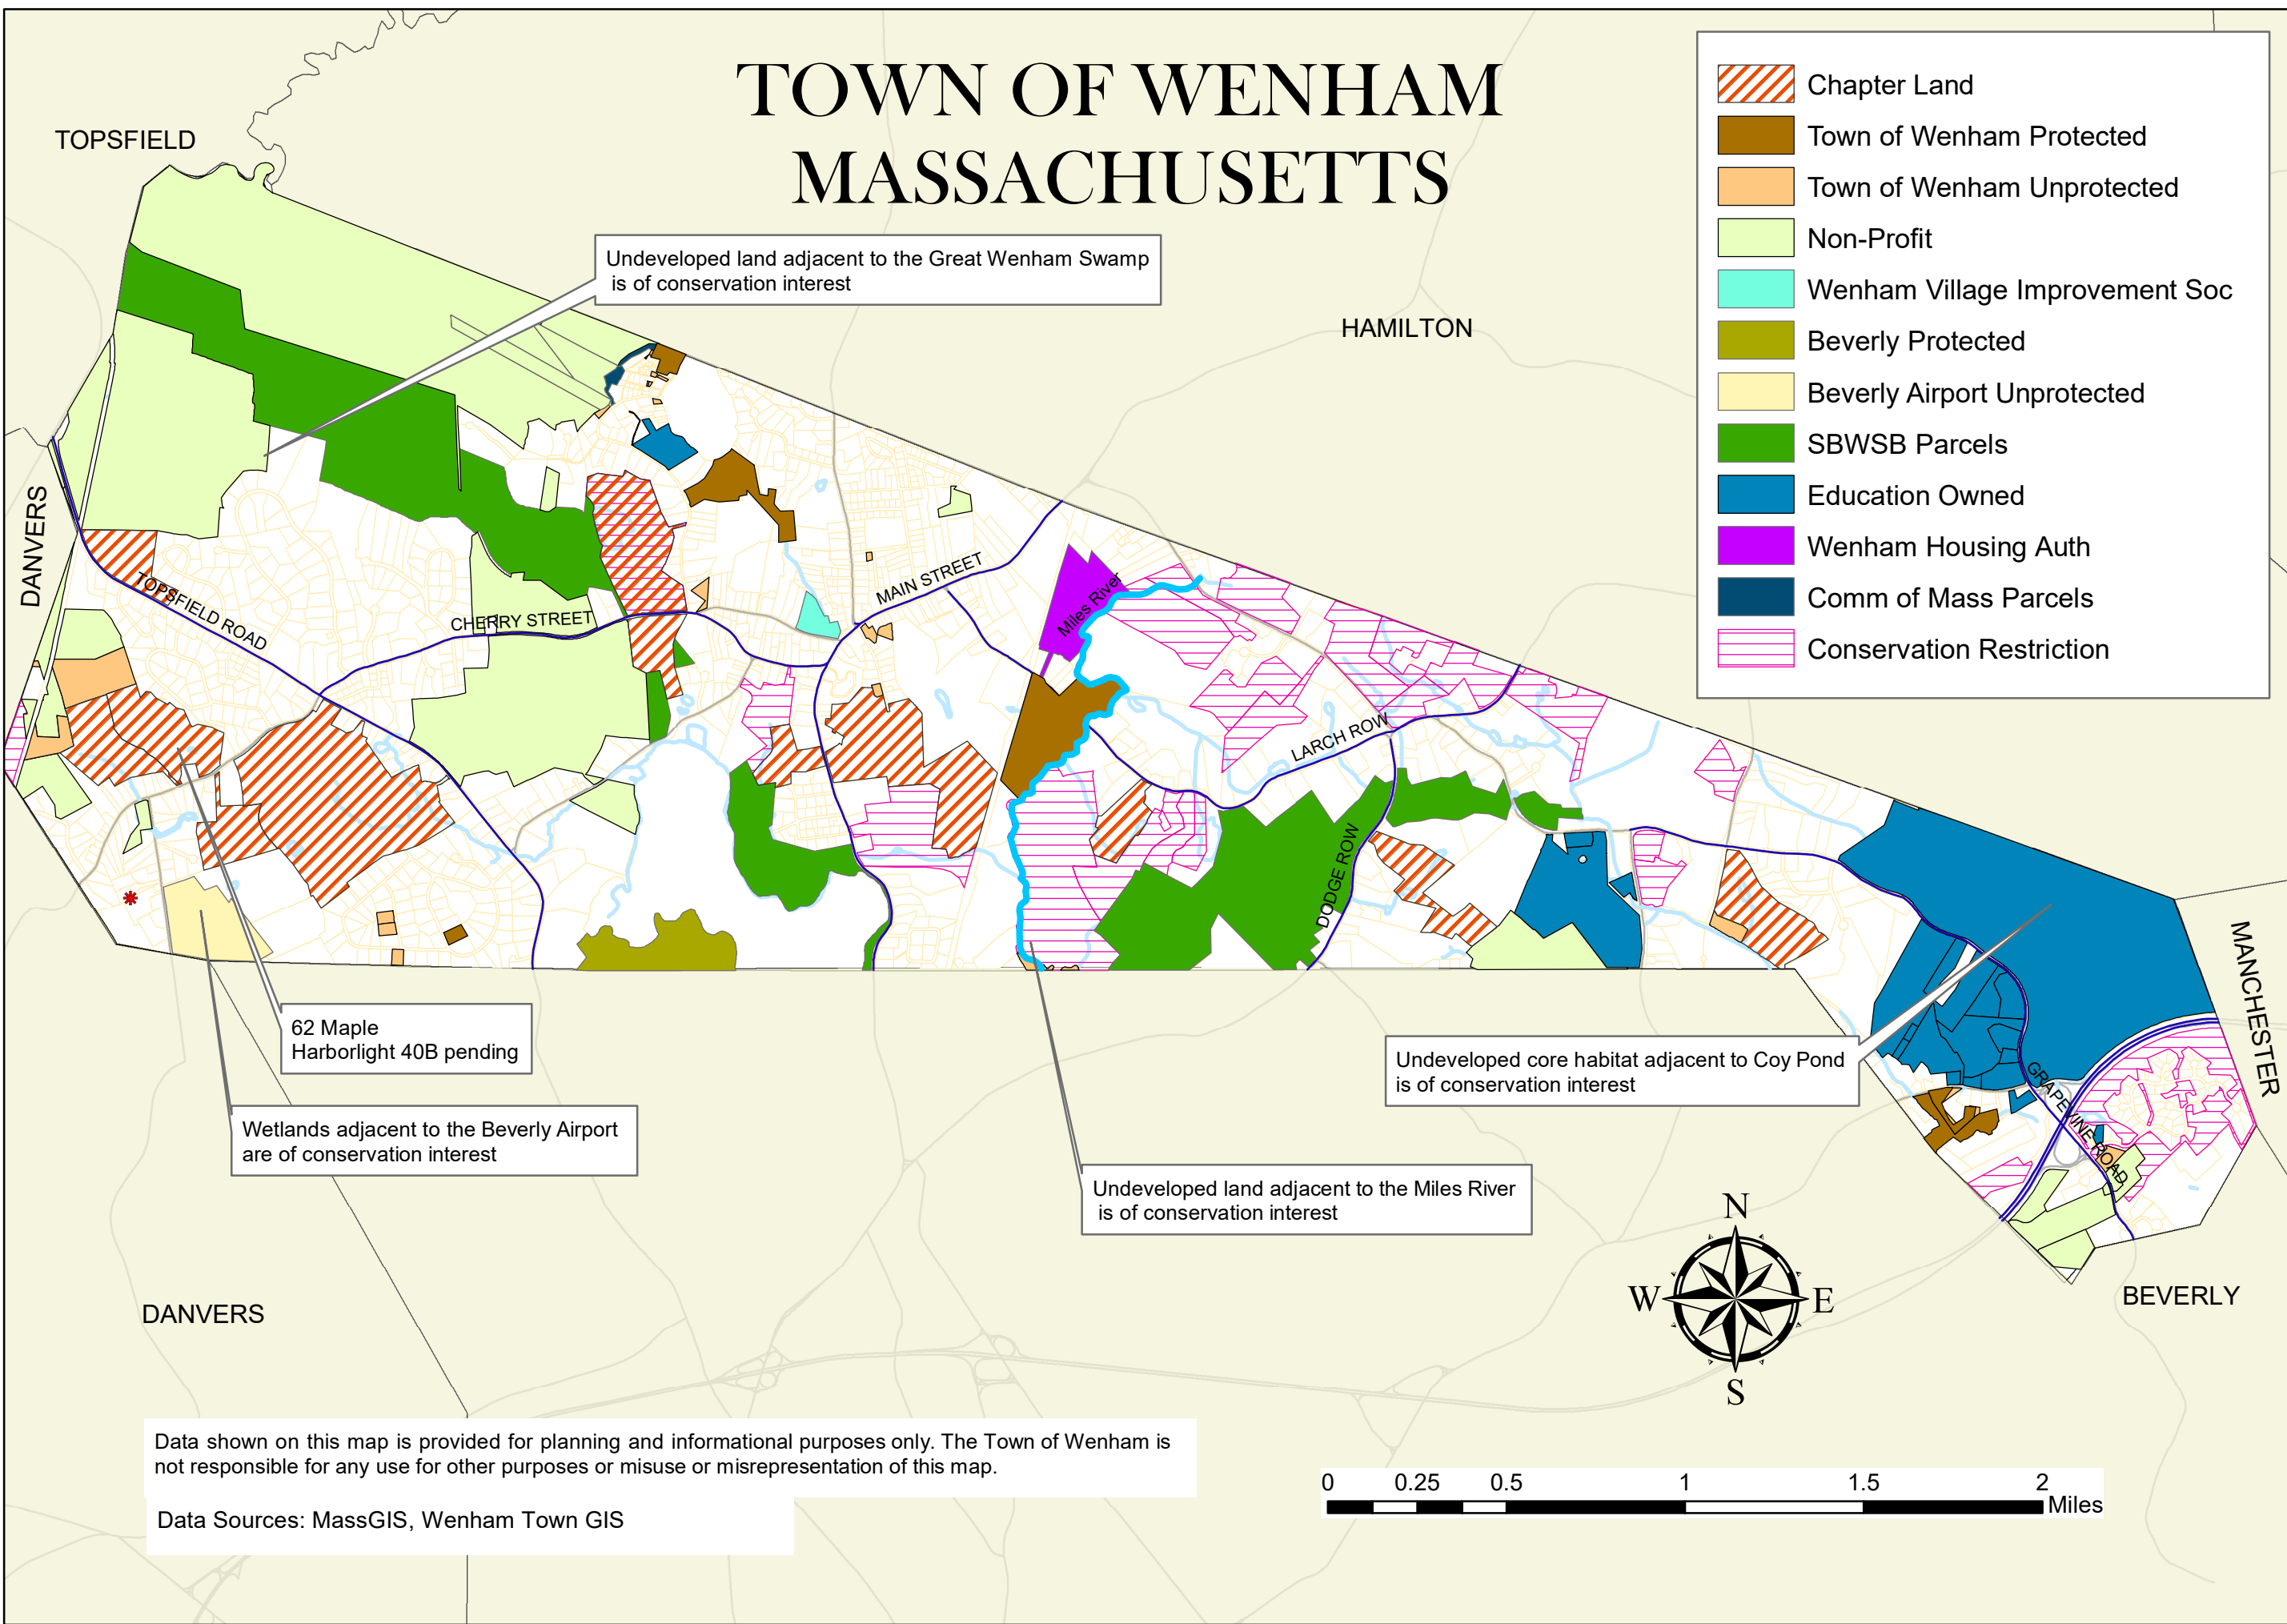 TOWN OF WENHAM
MASSACHUSETTS
TOPSFIELD
Undeveloped land adjacent to the Great Wenham Swamp
is of conservation interest
HAMILTON
Chapter Land
Town of Wenham Protected
Town of Wenham Unprotected
Non-Profit
Wenham Village Improvement Soc
Beverly Protected
Beverly Airport Unprotected
SBWSB Parcels
Education Owned
Wenham Housing Auth
Comm of Mass Parcels
Conservation Restriction
DANVERS
TOPSFIELD ROAD
CHERRY STREET
MAIN STREET
Miles River
LARCH ROW
DODGE ROW
GRAPEVINE ROAD
MANCHESTER
62 Maple
Harborlight 40B pending
Wetlands adjacent to the Beverly Airport
are of conservation interest
Undeveloped core habitat adjacent to Coy Pond
is of conservation interest
Undeveloped land adjacent to the Miles River
is of conservation interest
N
W
E
S
DANVERS
BEVERLY
Data shown on this map is provided for planning and informational purposes only. The Town of Wenham is
not responsible for any use for other purposes or misuse or misrepresentation of this map.
Data Sources: MassGIS, Wenham Town GIS
0 0.25 0.5 1 1.5 2
Miles